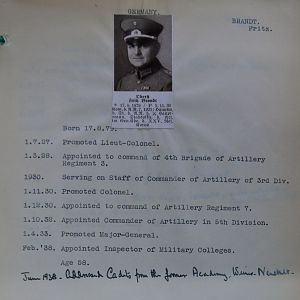 GERMANY.
BRANDT.
Fritz.
Oberst
Fritz Brandt
Born 17.8.79.
1.7.27. Promoted Lieut-Colonel.
1.3.28. Appointed to command of 4th Brigade of Artillery
Regiment 3.
1930. Serving on Staff of Commander of Artillery of 3rd Div.
1.11.30. Promoted Colonel.
1.12.30. Appointed to command of Artillery Regiment 7.
1.10.32. Appointed Commander of Artillery in 5th Division.
1.4.33. Promoted Major-General.
Feb.'38. Appointed Inspector of Military Colleges.
Age 58.
June 1938. Addressed Cadets from the former Academy, Wiener Neustadt.